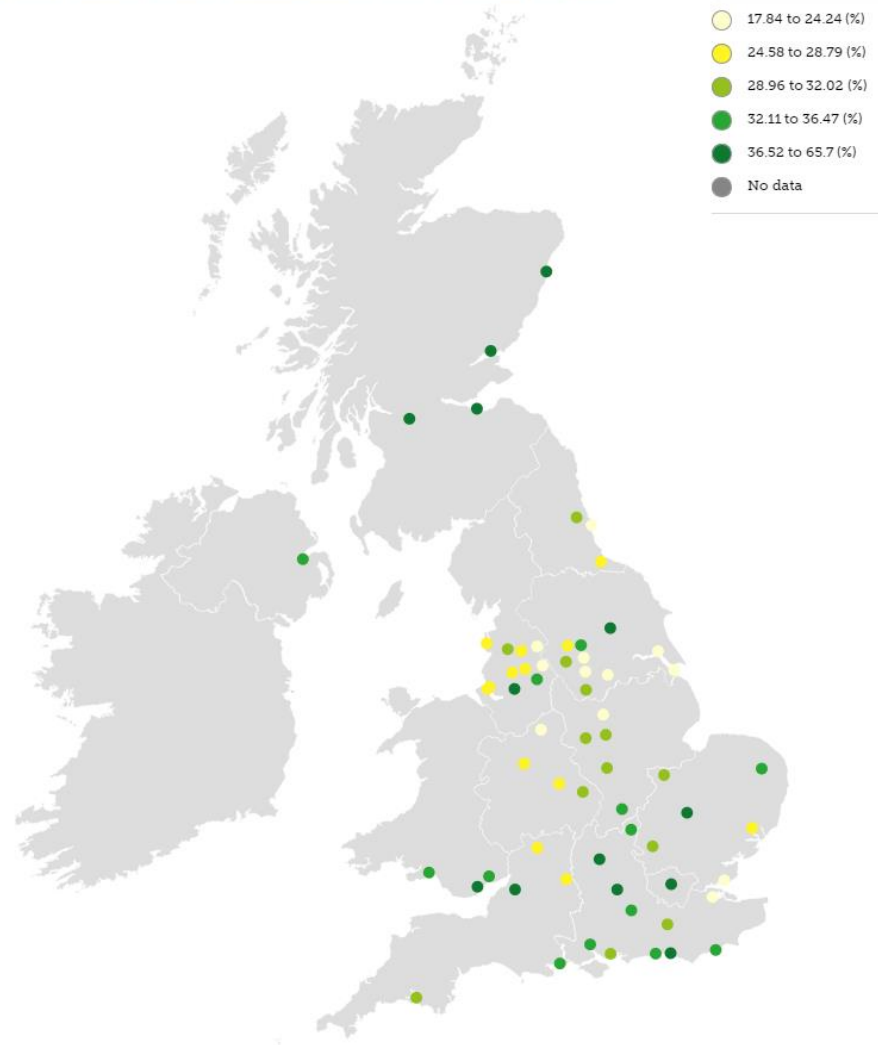 17.84 to 24.24 (%)
24.58 to 28.79 (%)
28.96 to 32.02 (%)
32.11 to 36.47 (%)
36.52 to 65.7 (%)
No data